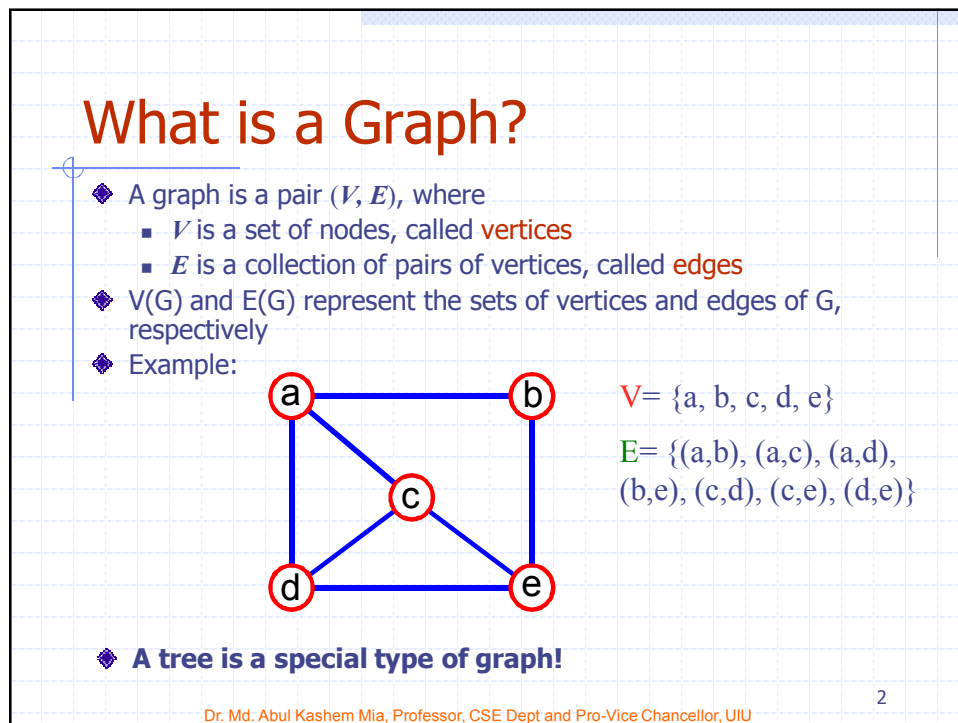 What is a Graph?
A graph is a pair (V, E), where
V is a set of nodes, called vertices
E is a collection of pairs of vertices, called edges
V(G) and E(G) represent the sets of vertices and edges of G,
respectively
Example:
a
b
c
d
e
V= {a, b, c, d, e}
E= {(a,b), (a,c), (a,d),
(b,e), (c,d), (c,e), (d,e)}
A tree is a special type of graph!
2
Dr. Md. Abul Kashem Mia, Professor, CSE Dept and Pro-Vice Chancellor, UIU